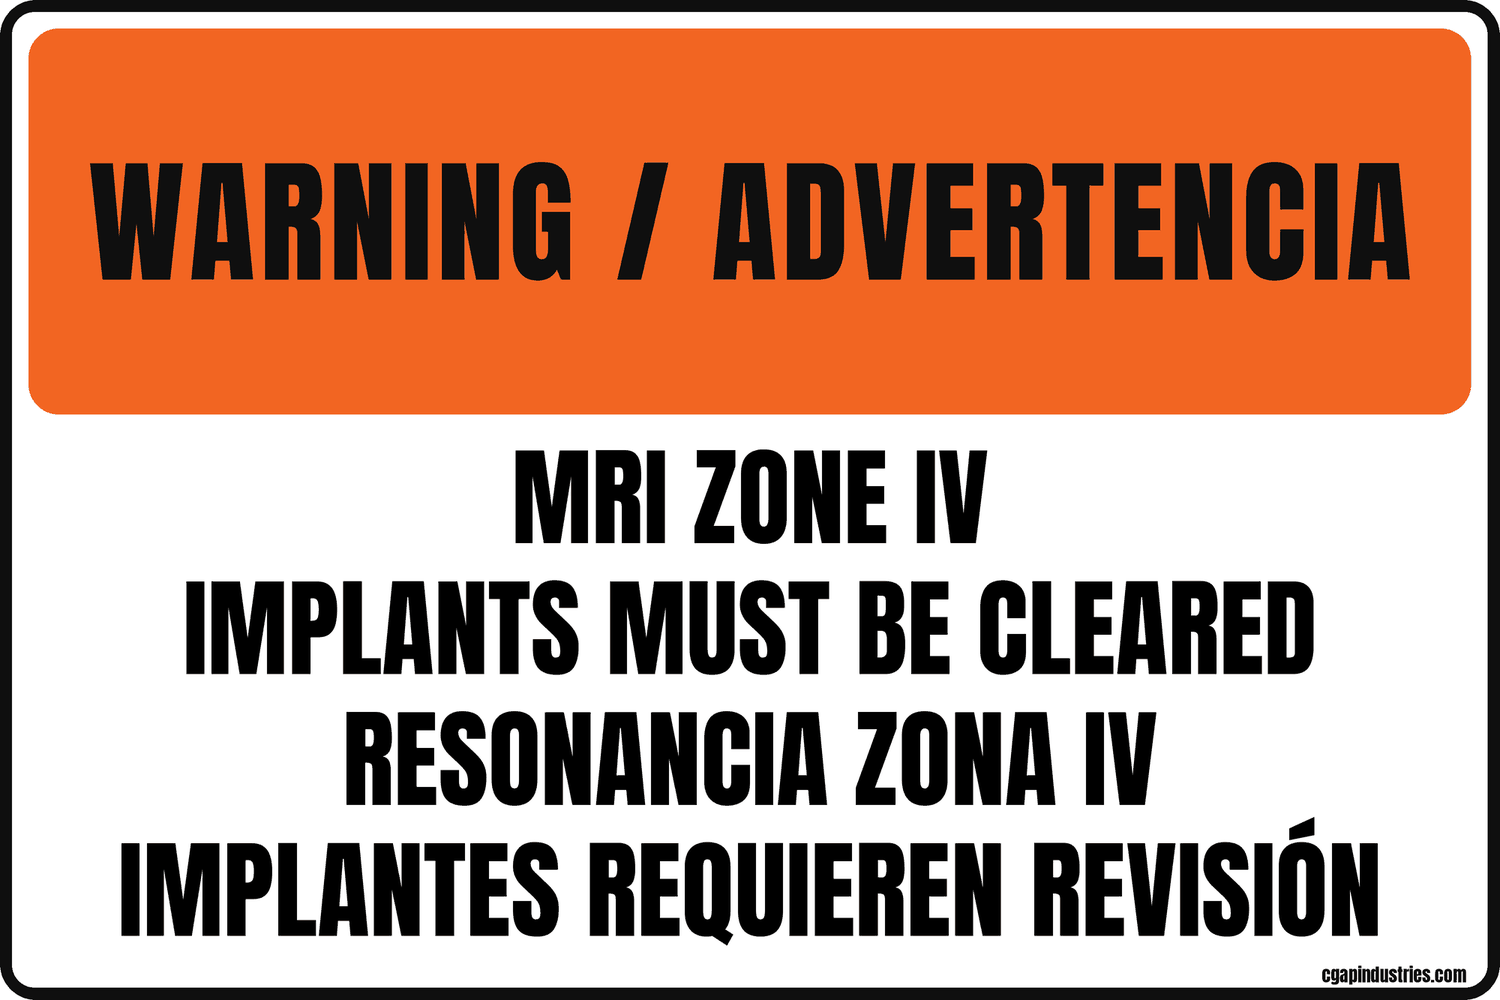 WARNING / ADVERTENCIA
MRI ZONE IV
IMPLANTS MUST BE CLEARED
RESONANCIA ZONA IV
IMPLANTES REQUIEREN REVISIÓN
cgapindustries.com